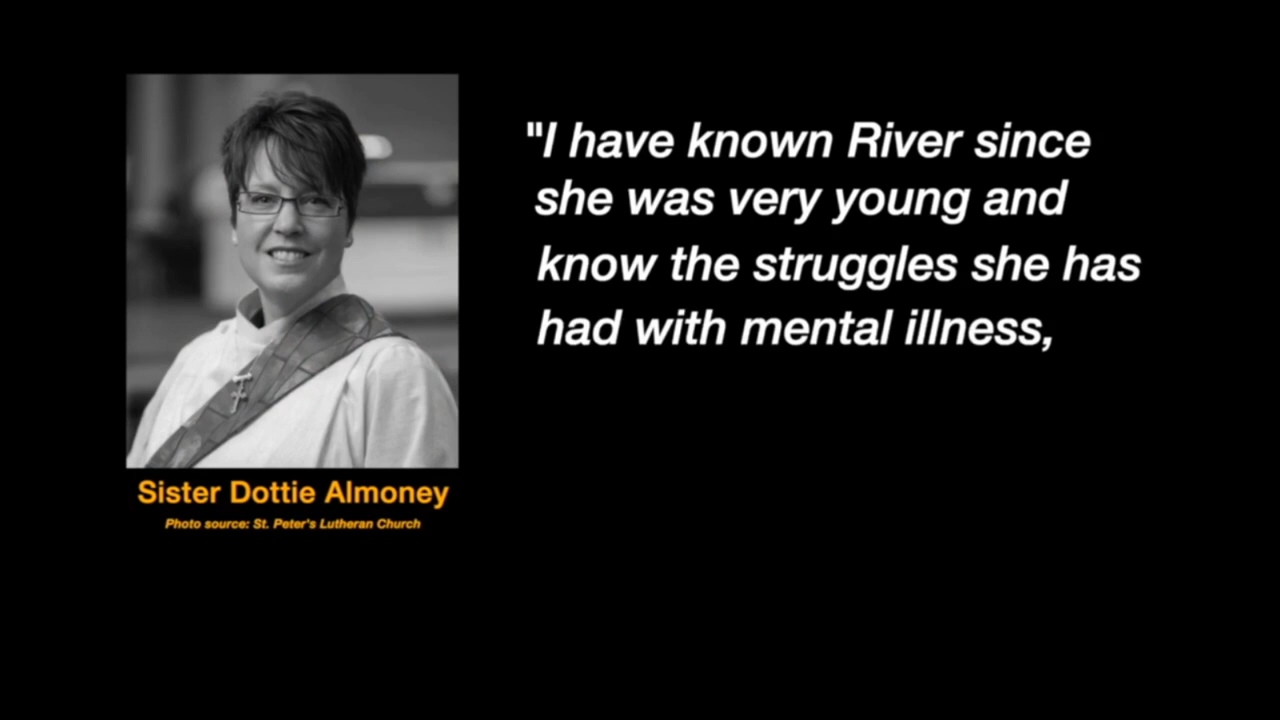 "I have known River since
she was very young and
know the struggles she has
had with mental illness,
Sister Dottie Almoney
Photo source: St. Peter's Lutheran Church